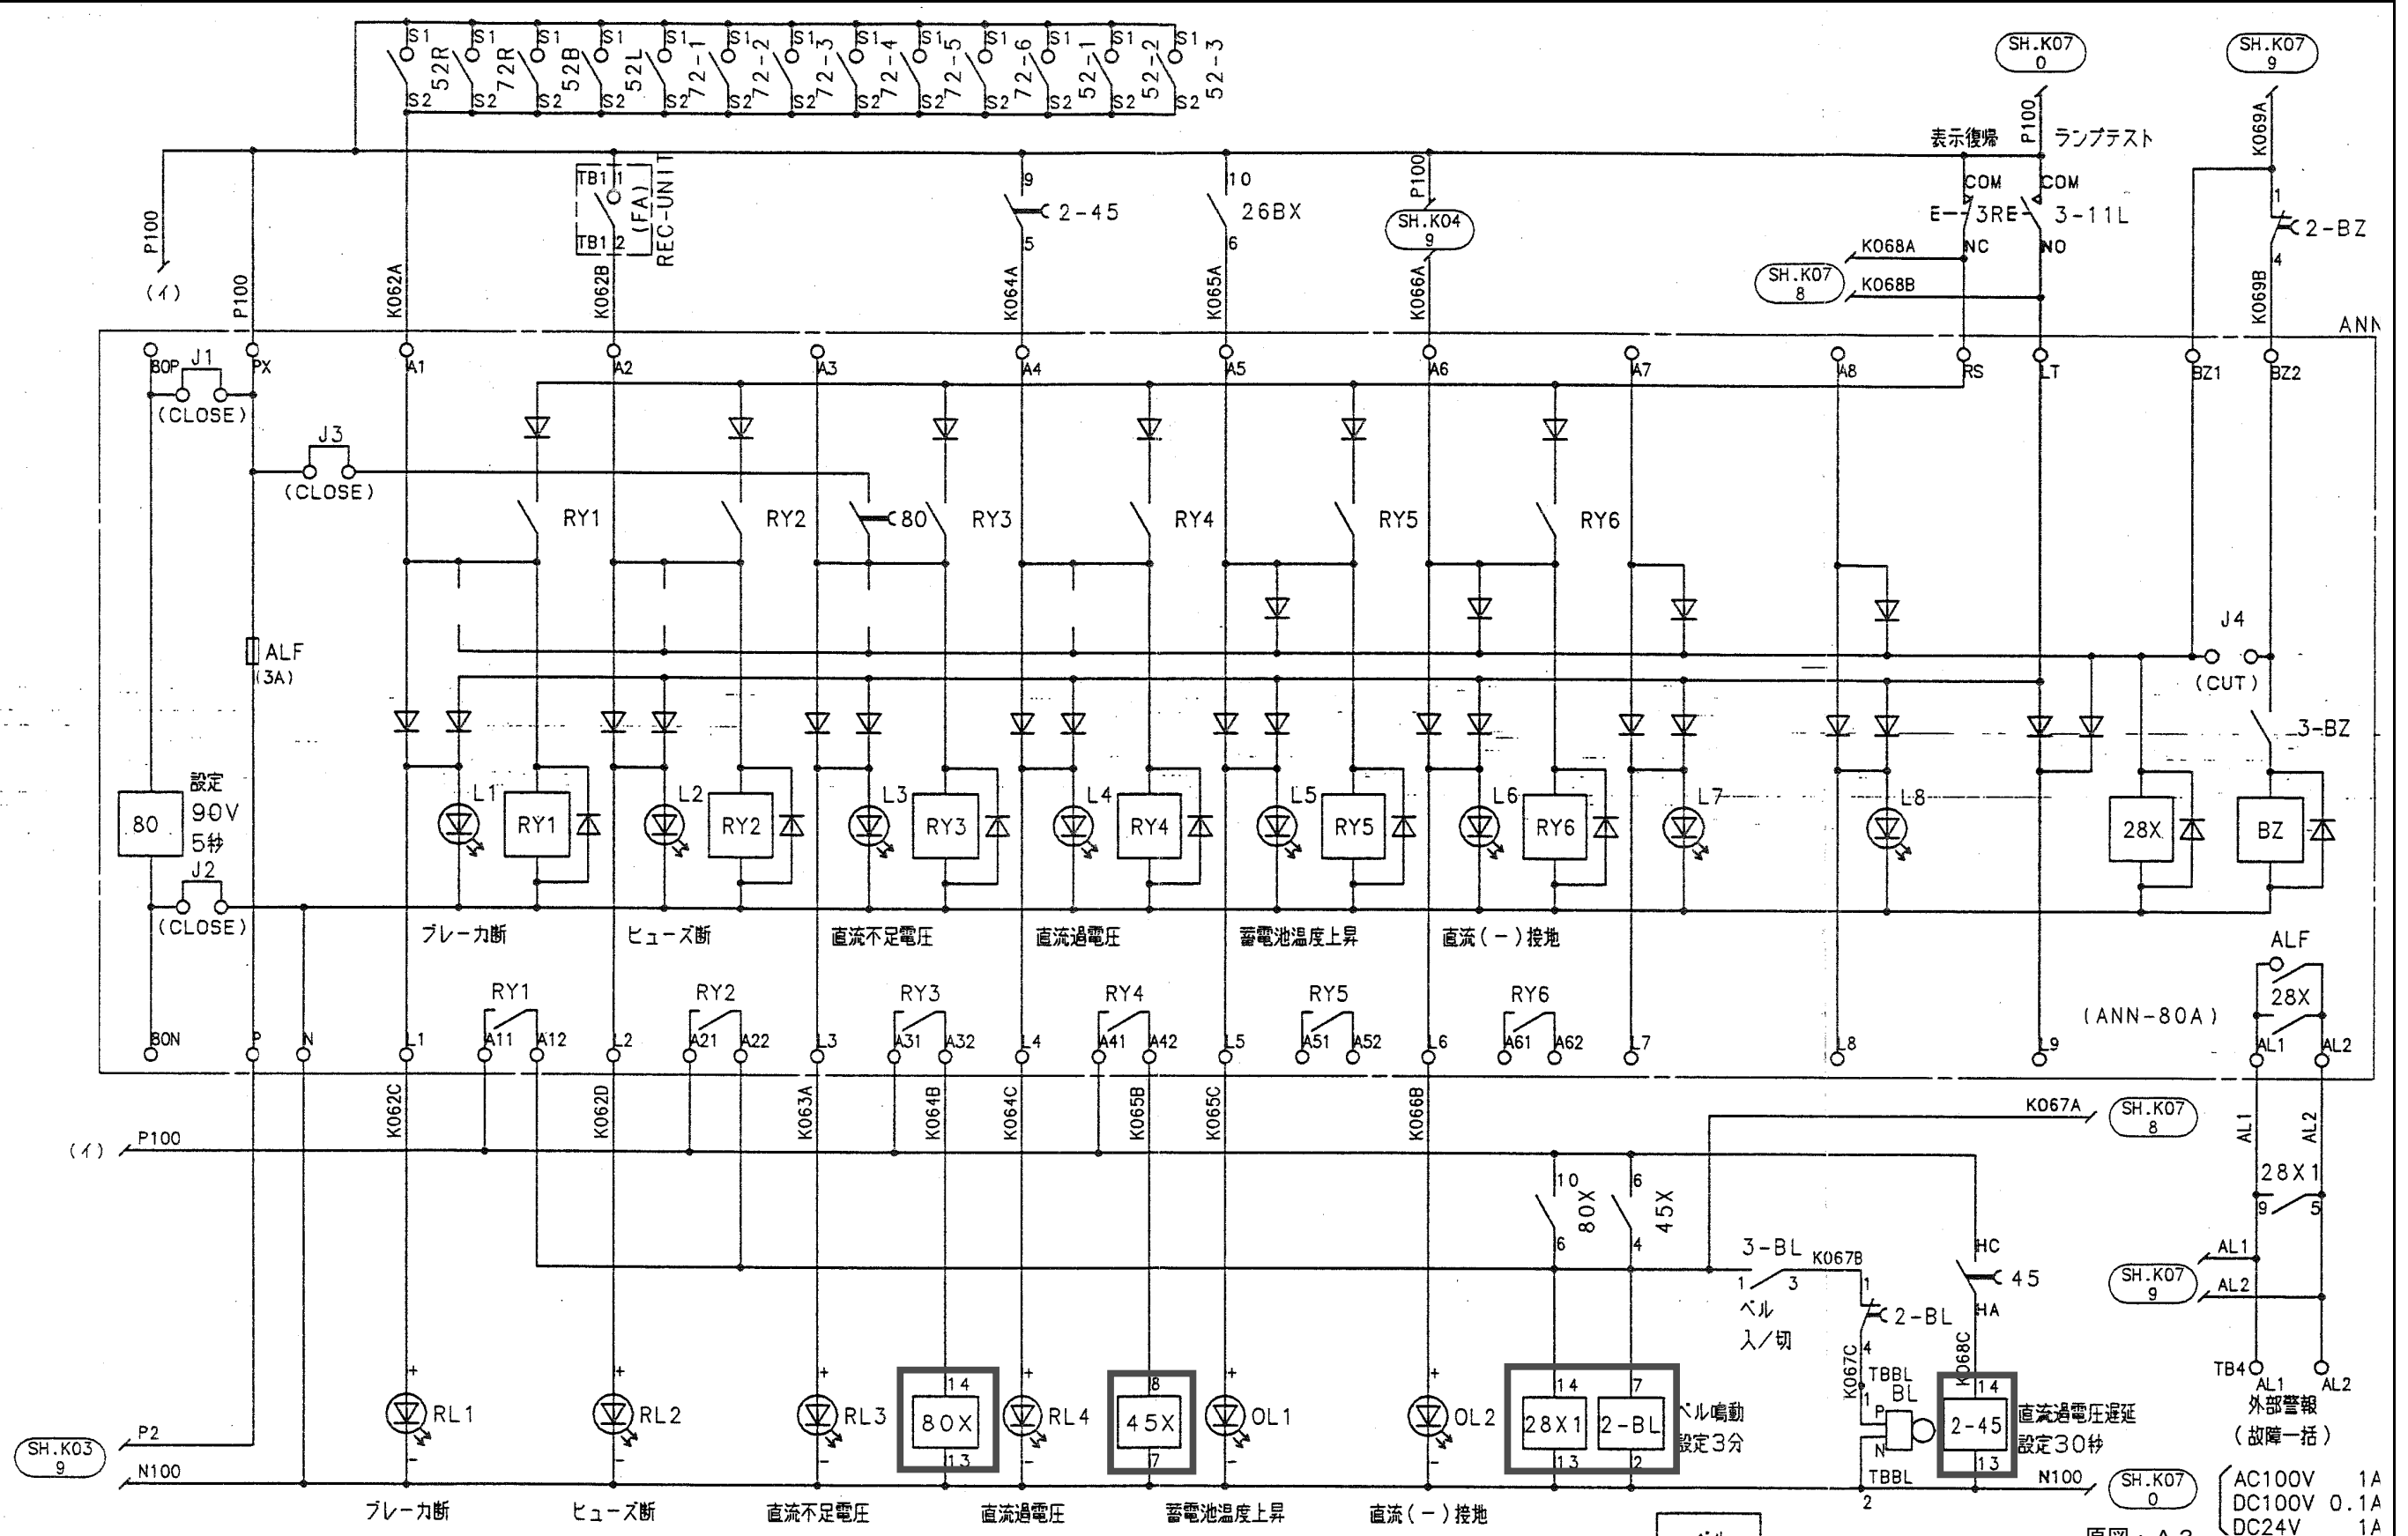 S1 S1 S1 S1 S1 S1 S1 S1 S1 S1 S1 S1 S1
52R 72R 52B 52L 72-1 72-2 72-3 72-4 72-5 72-6 52-1 52-2 52-3
S2 S2 S2 S2 S2 S2 S2 S2 S2 S2 S2 S2 S2
SH.K07
0
SH.K07
9
P100
K069A
表示復帰
ランプテスト
TB1 1
(FA)
TB1 2
REC-UNIT
9
2-45
5
10
26BX
6
P100
SH.K04
9
COM
E--3R
NC
COM
E-
3-11L
NO
1
2-BZ
4
P100
(イ)
P100
K062A
K062B
K064A
K065A
K066A
SH.K07
8
K068A
K068B
K069B
ANN
80P
J1
(CLOSE)
PX
A1
A2
A3
A4
A5
A6
A7
A8
RS
LT
BZ1
BZ2
J3
(CLOSE)
RY1
RY2
80
RY3
RY4
RY5
RY6
ALF
(3A)
J4
(CUT)
3-BZ
設定
90V
5秒
80
L1
RY1
L2
RY2
L3
RY3
L4
RY4
L5
RY5
L6
RY6
L7
L8
28X
BZ
J2
(CLOSE)
ブレーカ断
ヒューズ断
直流不足電圧
直流過電圧
蓄電池温度上昇
直流(-)接地
ALF
28X
(ANN-80A)
RY1
RY2
RY3
RY4
RY5
RY6
80N
P
N
L1
A11
A12
L2
A21
A22
L3
A31
A32
L4
A41
A42
L5
A51
A52
L6
A61
A62
L7
L8
L9
AL1
AL2
K062C
K062D
K063A
K064B
K064C
K065B
K065C
K066B
K067A
SH.K07
8
AL1
AL2
(イ)
P100
10
80X
6
6
45X
4
28X1
9
5
3-BL
1
3
K067B
ベル
入/切
1
2-BL
4
K067C
HC
45
HA
K068C
SH.K07
9
AL1
AL2
TB4
AL1
AL2
外部警報
(故障一括)
+
RL1
-
+
RL2
-
+
RL3
-
14
80X
13
+
RL4
-
8
45X
7
+
OL1
-
+
OL2
-
14
28X1
13
7
2-BL
2
ベル鳴動
設定3分
TBBL
1
BL
P
N
TBBL
2
14
2-45
13
直流過電圧遅延
設定30秒
SH.K03
9
P2
N100
N100
SH.K07
0
AC100V 1A
DC100V 0.1A
DC24V 1A
ブレーカ断
ヒューズ断
直流不足電圧
直流過電圧
蓄電池温度上昇
直流(-)接地